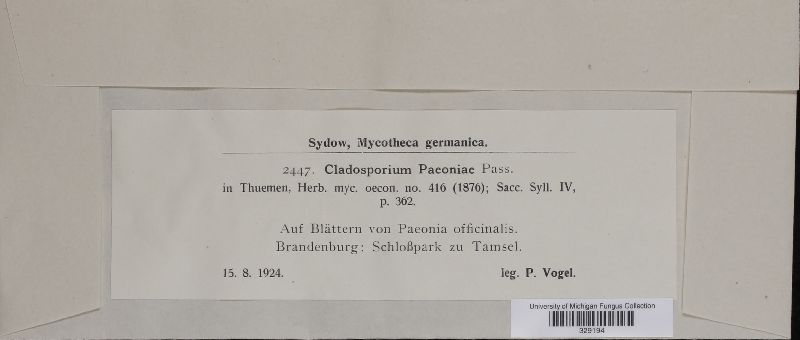 Sydow, Mycotheca germanica.
2447. Cladosporium Paeoniae Pass.
in Thuemen, Herb. myc. oecon. no. 416 (1876); Sacc. Syll. IV,
p. 362.
Auf Blättern von Paeonia officinalis.
Brandenburg: Schloßpark zu Tamsel.
15. 8. 1924. leg. P. Vogel.
University of Michigan Fungus Collection
329194